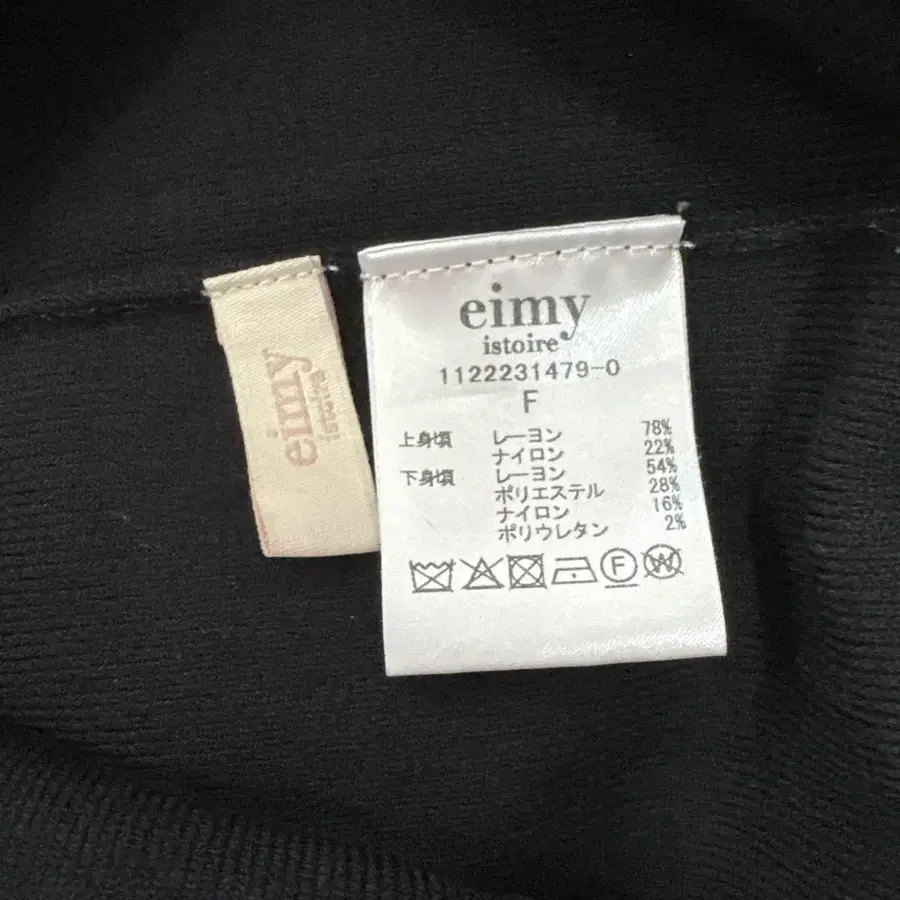 eimy
istoire
eimy
istoire
1122231479-0
F
上身頃 レーヨン 78%
ナイロン 22%
下身頃 レーヨン 54%
ポリエステル 28%
ナイロン 16%
ポリウレタン 2%
F W